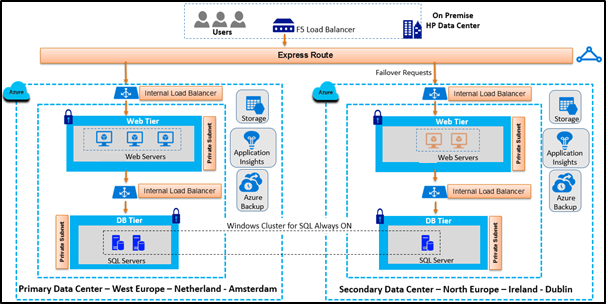 Users
F5 Load Balancer
On Premise
HP Data Center
Express Route
Failover Requests
Azure
Internal Load Balancer
Web Tier
Web Servers
Private Subnet
Storage
Application
Insights
Azure
Backup
Internal Load Balancer
DB Tier
Private Subnet
SQL Servers
Primary Data Center – West Europe – Netherland - Amsterdam
Windows Cluster for SQL Always ON
Azure
Internal Load Balancer
Web Tier
Web Servers
Private Subnet
Storage
Application
Insights
Azure
Backup
Internal Load Balancer
DB Tier
Private Subnet
SQL Server
Secondary Data Center – North Europe – Ireland - Dublin